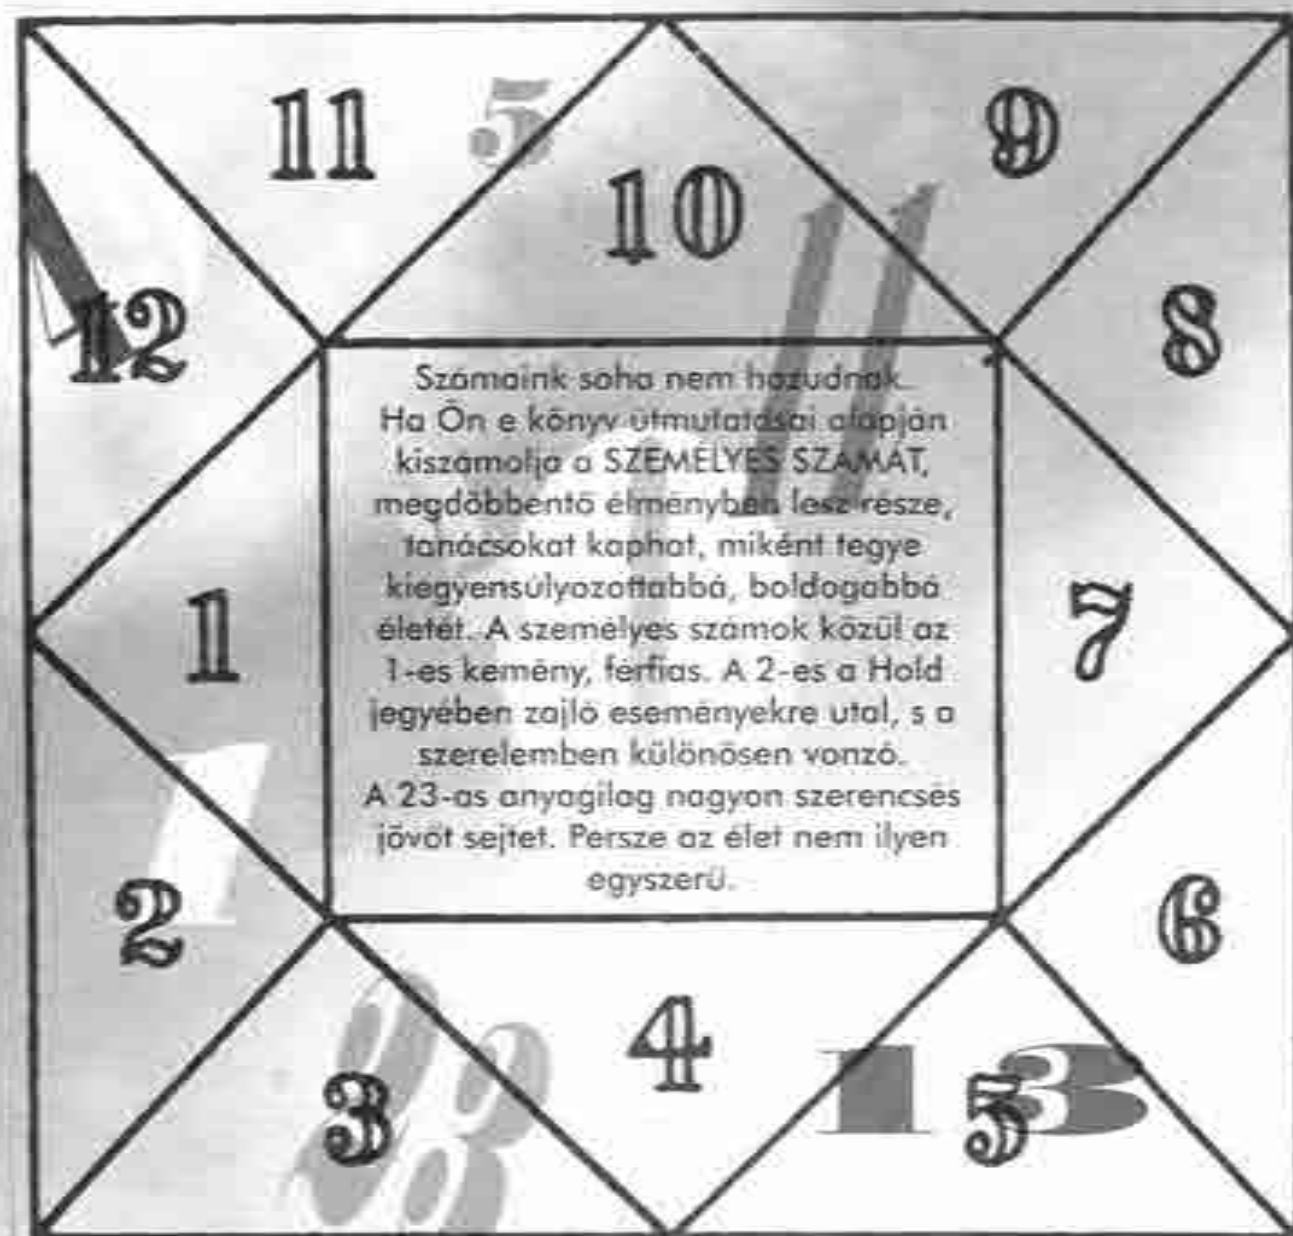 11
5
9
10
11
8
12
Számaink soha nem hazudnak.
Ha Ön e könyv útmutatásai alapján
kiszámolja a SZEMÉLYES SZÁMÁT,
megdöbbentő élményben lesz része,
tanácsokat kaphat, miként tegye
kiegyensúlyozottabbá, boldogabbá
életét. A személyes számok közül az
1-es kemény, férfias. A 2-es a Hold
jegyében zajló eseményekre utal, s a
szerelemben különösen vonzó.
A 23-as anyagilag nagyon szerencsés
jövőt sejtet. Persze az élet nem ilyen
egyszerű.
1
7
1
2
6
4
3
13
5